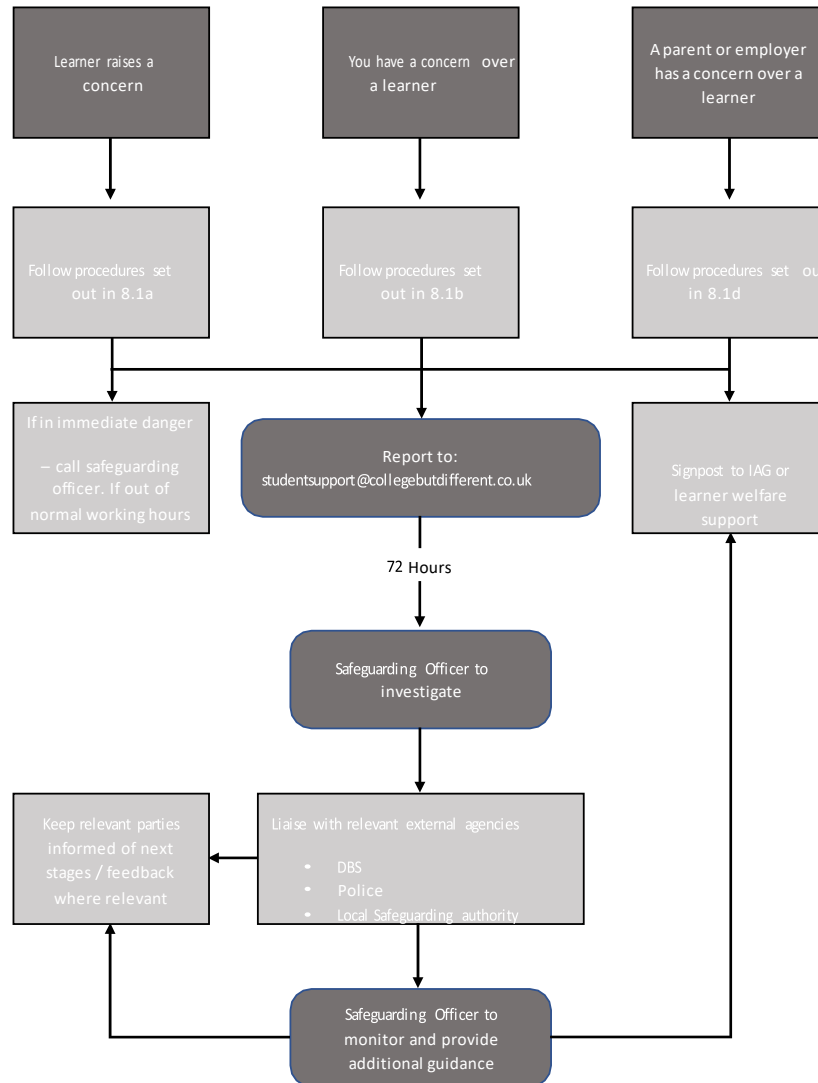 Learner raises a
concern
You have a concern over
a learner
A parent or employer
has a concern over a
learner
Follow procedures set
out in 8.1a
Follow procedures set
out in 8.1b
Follow procedures set ou
in 8.1d
If in immediate danger
– call safeguarding
officer. If out of
normal working hours
Report to:
studentsupport@collegebutdifferent.co.uk
Signpost to IAG or
learner welfare
support
72 Hours
Safeguarding Officer to
investigate
Keep relevant parties
informed of next
stages / feedback
where relevant
Liaise with relevant external agencies
• DBS
• Police
• Local Safeguarding authority
Safeguarding Officer to
monitor and provide
additional guidance